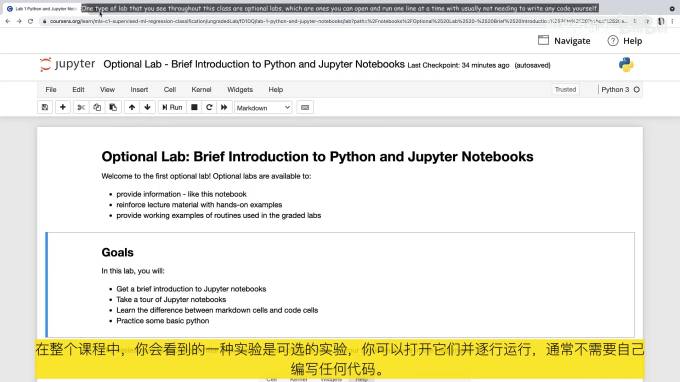 Lab 1 Python and Jupyter Note
One type of lab that you see throughout this class are optional labs, which are ones you can open and run one line at a time with usually not needing to write any code yourself.
Navigate Help
jupyter Optional Lab - Brief Introduction to Python and Jupyter Notebooks Last Checkpoint: 34 minutes ago (autosaved)
File Edit View Insert Cell Kernel Widgets Help Trusted Python 3
Run Markdown
Optional Lab: Brief Introduction to Python and Jupyter Notebooks
Welcome to the first optional lab! Optional labs are available to:
provide information - like this notebook
reinforce lecture material with hands-on examples
provide working examples of routines used in the graded labs
Goals
In this lab, you will:
Get a brief introduction to Jupyter notebooks
Take a tour of Jupyter notebooks
Learn the difference between markdown cells and code cells
Practice some basic python
在整个课程中，你会看到的一种实验是可选的实验，你可以打开它们并逐行运行，通常不需要自己
编写任何代码。